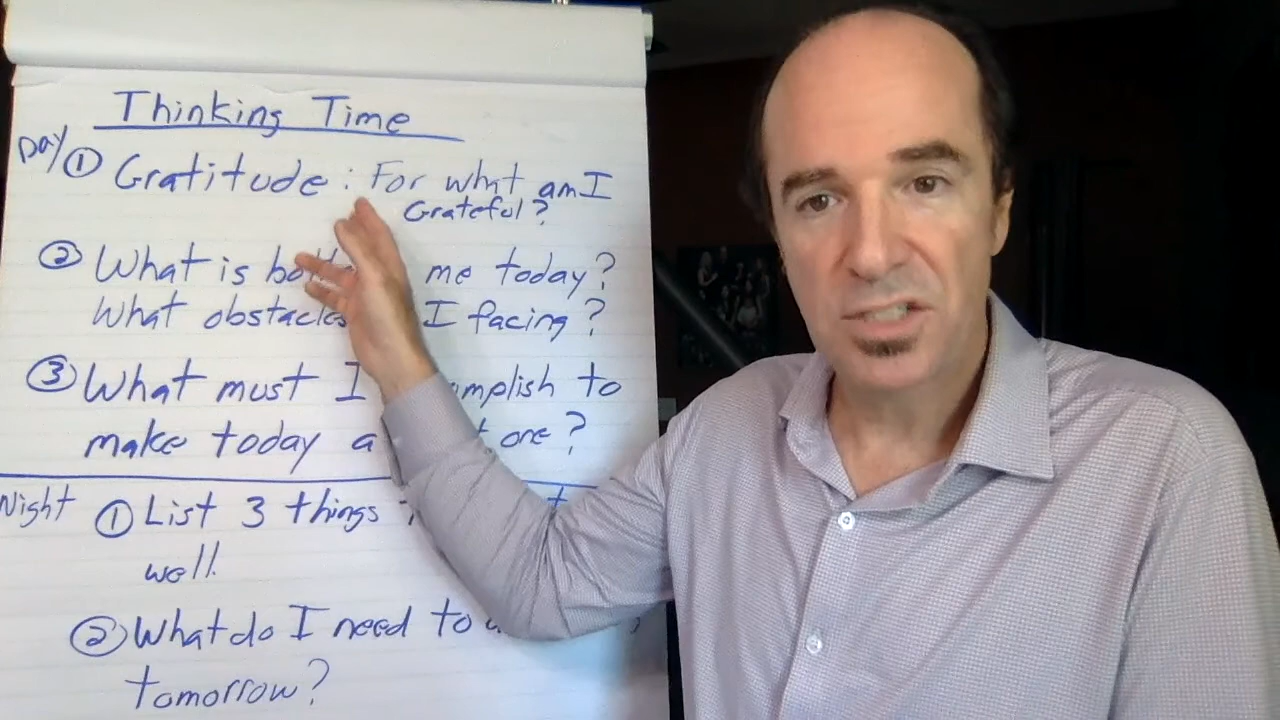 Thinking Time
Day ① Gratitude: For what am I
Grateful?
② What is me today?
What obstacles I facing?
③ What must I to
make today a one?
Night ① List 3 things
well.
② What do I need to
tomorrow?